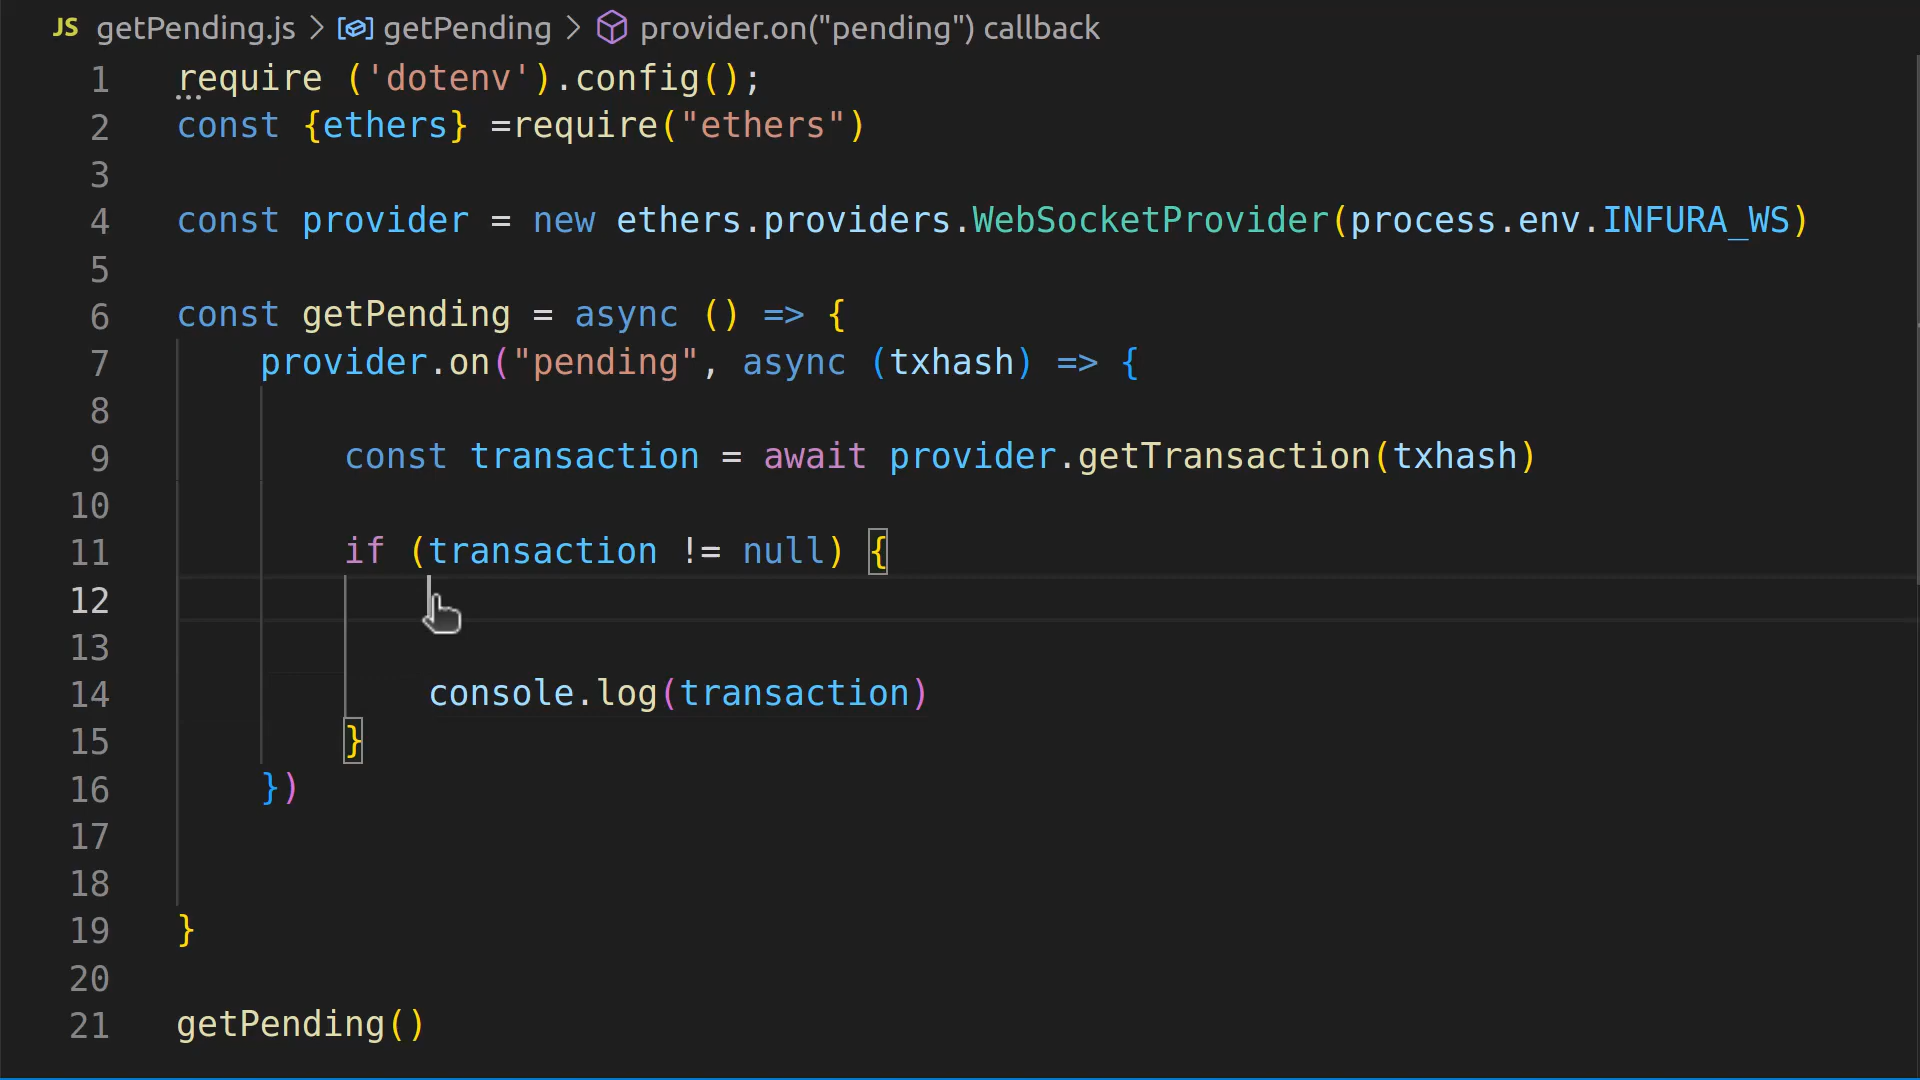 JS getPending.js > getPending > provider.on("pending") callback
1 require ('dotenv').config();
2 const {ethers} =require("ethers")
3
4 const provider = new ethers.providers.WebSocketProvider(process.env.INFURA_WS)
5
6 const getPending = async () => {
7 provider.on("pending", async (txhash) => {
8
9 const transaction = await provider.getTransaction(txhash)
10
11 if (transaction != null) {
12
13
14 console.log(transaction)
15 }
16 })
17
18
19 }
20
21 getPending()